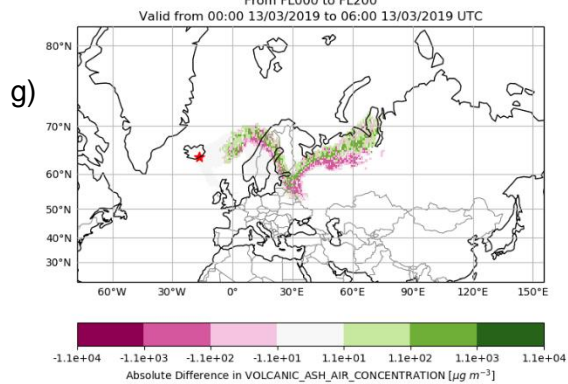 From FL000 to FL200
Valid from 00:00 13/03/2019 to 06:00 13/03/2019 UTC
g)
80°N
70°N
60°N
50°N
40°N
30°N
60°W 30°W 0° 30°E 60°E 90°E 120°E 150°E
-1.1e+04 -1.1e+03 -1.1e+02 -1.1e+01 1.1e+01 1.1e+02 1.1e+03 1.1e+04
Absolute Difference in VOLCANIC_ASH_AIR_CONCENTRATION [μg m⁻³]